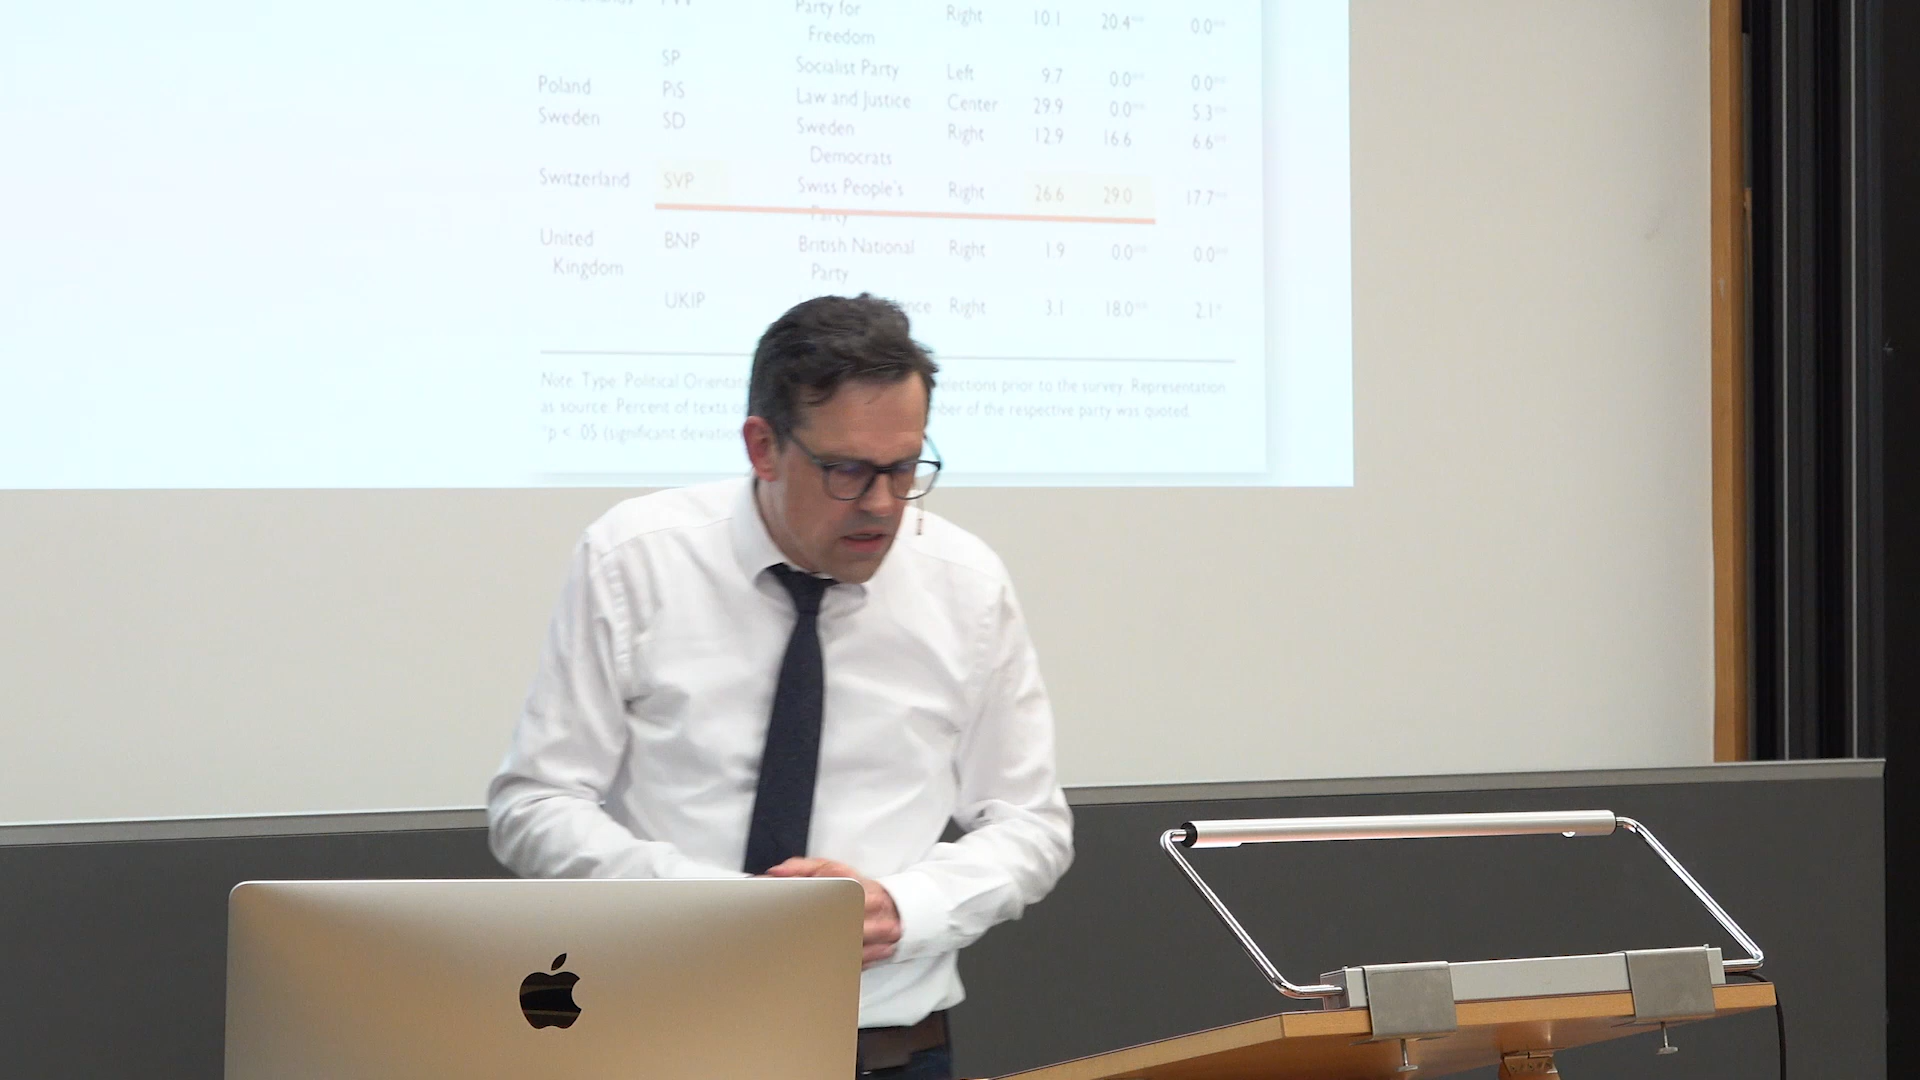 Party for Right 10.1 20.4** 0.0**
Freedom
SP Socialist Party Left 9.7 0.0** 0.0**
Poland PiS Law and Justice Center 29.9 0.0** 5.3**
Sweden SD Sweden Right 12.9 16.6 6.6**
Democrats
Switzerland SVP Swiss People's Right 26.6 29.0 17.7**
Party
United BNP British National Right 1.9 0.0** 0.0**
Kingdom Party
UKIP Right 3.1 18.0** 2.1*
Note. Type: Political elections prior to the survey. Representation
as source: Percent of texts of the respective party was quoted.
*p < .05 (significant